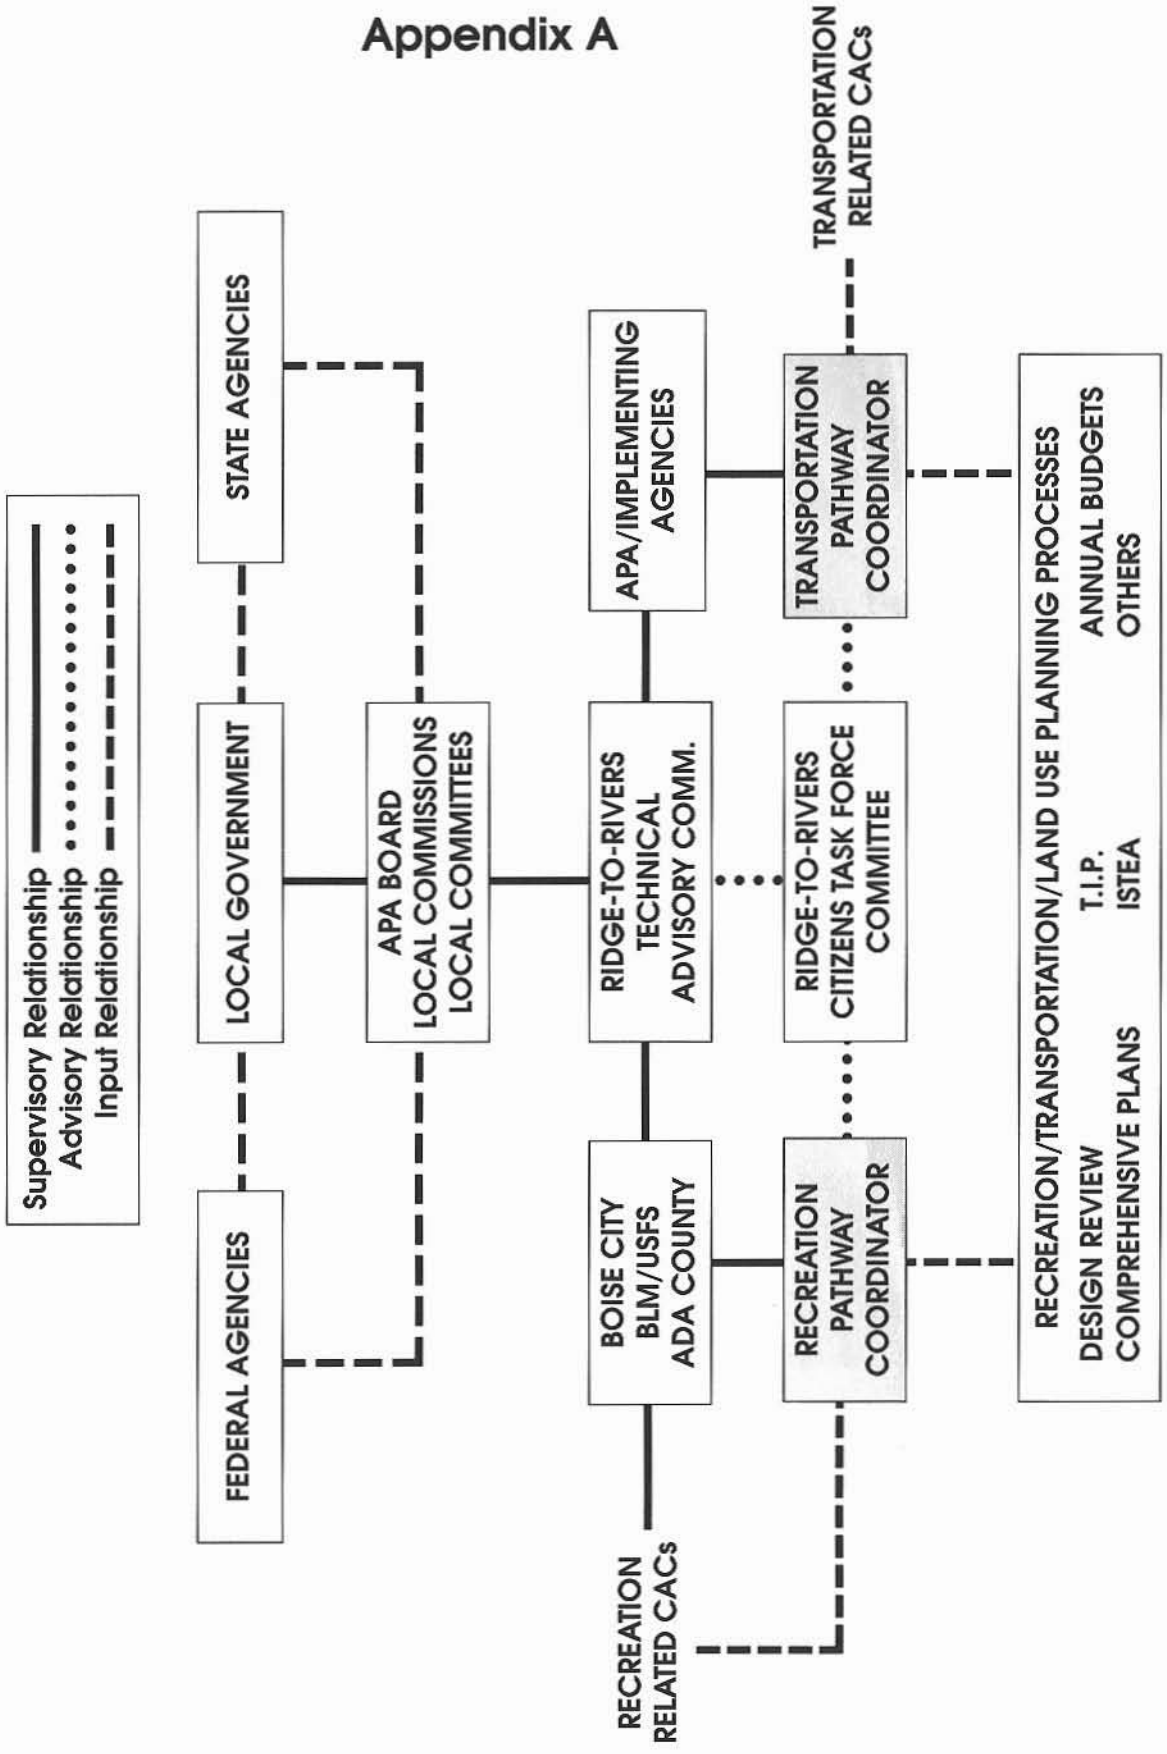 Appendix A
Supervisory Relationship
Advisory Relationship
Input Relationship
FEDERAL AGENCIES
LOCAL GOVERNMENT
STATE AGENCIES
APA BOARD
LOCAL COMMISSIONS
LOCAL COMMITTEES
RECREATION
RELATED CACs
BOISE CITY
BLM/USFS
ADA COUNTY
RIDGE-TO-RIVERS
TECHNICAL
ADVISORY COMM.
APA/IMPLEMENTING
AGENCIES
RECREATION
PATHWAY
COORDINATOR
RIDGE-TO-RIVERS
CITIZENS TASK FORCE
COMMITTEE
TRANSPORTATION
PATHWAY
COORDINATOR
TRANSPORTATION
RELATED CACs
RECREATION/TRANSPORTATION/LAND USE PLANNING PROCESSES
DESIGN REVIEW
COMPREHENSIVE PLANS
T.I.P.
ISTEA
ANNUAL BUDGETS
OTHERS